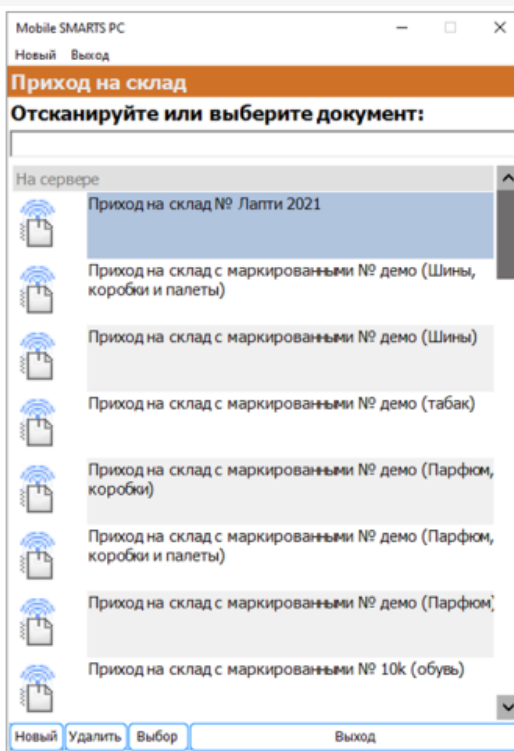 Mobile SMARTS PC
Новый Выход
Приход на склад
Отсканируйте или выберите документ:
На сервере
Приход на склад № Лапти 2021
Приход на склад с маркированными № демо (Шины,
коробки и палеты)
Приход на склад с маркированными № демо (Шины)
Приход на склад с маркированными № демо (табак)
Приход на склад с маркированными № демо (Парфюм,
коробки)
Приход на склад с маркированными № демо (Парфюм,
коробки и палеты)
Приход на склад с маркированными № демо (Парфюм)
Приход на склад с маркированными № 10k (обувь)
Новый Удалить Выбор Выход